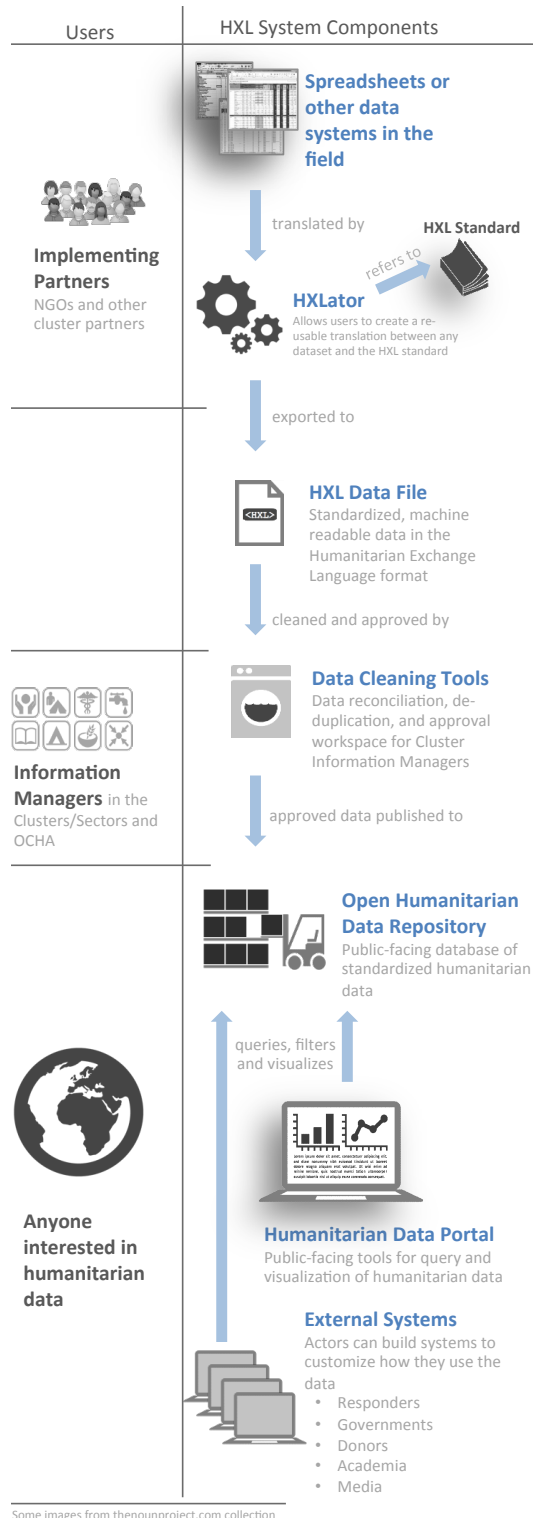 Users
HXL System Components
Spreadsheets or
other data
systems in the
field
translated by
HXL Standard
refers to
Implementing
Partners
NGOs and other
cluster partners
HXLator
Allows users to create a re-
usable translation between any
dataset and the HXL standard
exported to
<HXL>
HXL Data File
Standardized, machine
readable data in the
Humanitarian Exchange
Language format
cleaned and approved by
Data Cleaning Tools
Data reconciliation, de-
duplication, and approval
workspace for Cluster
Information Managers
Information
Managers in the
Clusters/Sectors and
OCHA
approved data published to
Open Humanitarian
Data Repository
Public-facing database of
standardized humanitarian
data
queries, filters
and visualizes
Anyone
interested in
humanitarian
data
Humanitarian Data Portal
Public-facing tools for query and
visualization of humanitarian data
External Systems
Actors can build systems to
customize how they use the
data
• Responders
• Governments
• Donors
• Academia
• Media
Some images from thenounproject.com collection